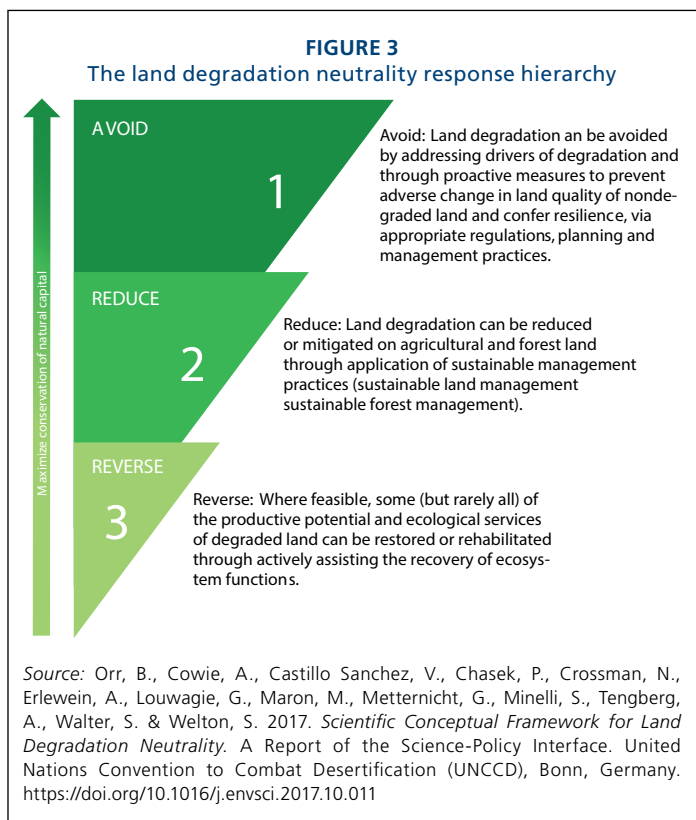 FIGURE 3
The land degradation neutrality response hierarchy
Maximize conservation of natural capital
AVOID
1
Avoid: Land degradation an be avoided
by addressing drivers of degradation and
through proactive measures to prevent
adverse change in land quality of nonde-
graded land and confer resilience, via
appropriate regulations, planning and
management practices.
REDUCE
2
Reduce: Land degradation can be reduced
or mitigated on agricultural and forest land
through application of sustainable management
practices (sustainable land management
sustainable forest management).
REVERSE
3
Reverse: Where feasible, some (but rarely all) of
the productive potential and ecological services
of degraded land can be restored or rehabilitated
through actively assisting the recovery of ecosys-
tem functions.
Source: Orr, B., Cowie, A., Castillo Sanchez, V., Chasek, P., Crossman, N.,
Erlewein, A., Louwagie, G., Maron, M., Metternicht, G., Minelli, S., Tengberg,
A., Walter, S. & Welton, S. 2017. Scientific Conceptual Framework for Land
Degradation Neutrality. A Report of the Science-Policy Interface. United
Nations Convention to Combat Desertification (UNCCD), Bonn, Germany.
https://doi.org/10.1016/j.envsci.2017.10.011